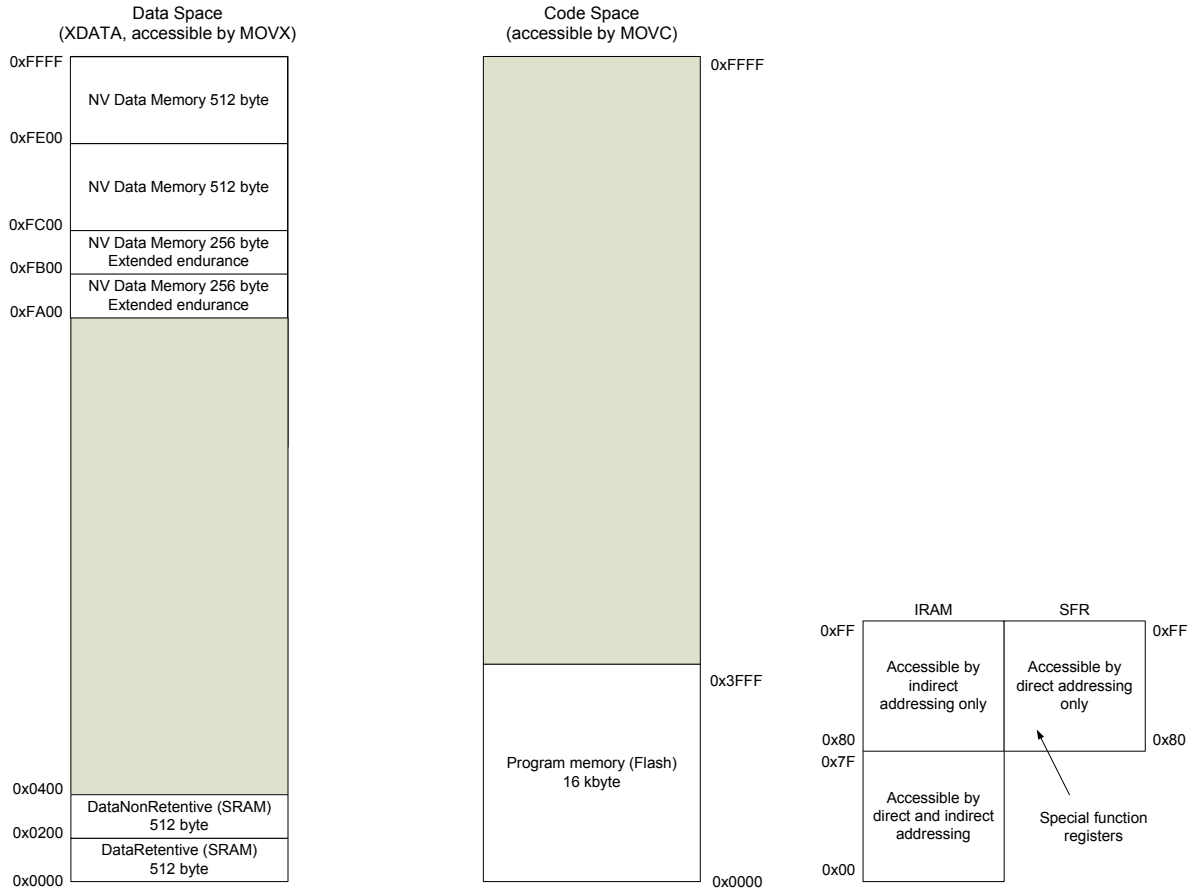 Data Space
(XDATA, accessible by MOVX)
0xFFFF
NV Data Memory 512 byte
0xFE00
NV Data Memory 512 byte
0xFC00
NV Data Memory 256 byte
Extended endurance
0xFB00
NV Data Memory 256 byte
Extended endurance
0xFA00
0x0400
DataNonRetentive (SRAM)
512 byte
0x0200
DataRetentive (SRAM)
512 byte
0x0000
Code Space
(accessible by MOVC)
0xFFFF
0x3FFF
Program memory (Flash)
16 kbyte
0x0000
IRAM
SFR
0xFF
0xFF
Accessible by
indirect
addressing only
Accessible by
direct addressing
only
0x80
0x80
0x7F
Accessible by
direct and indirect
addressing
Special function
registers
0x00